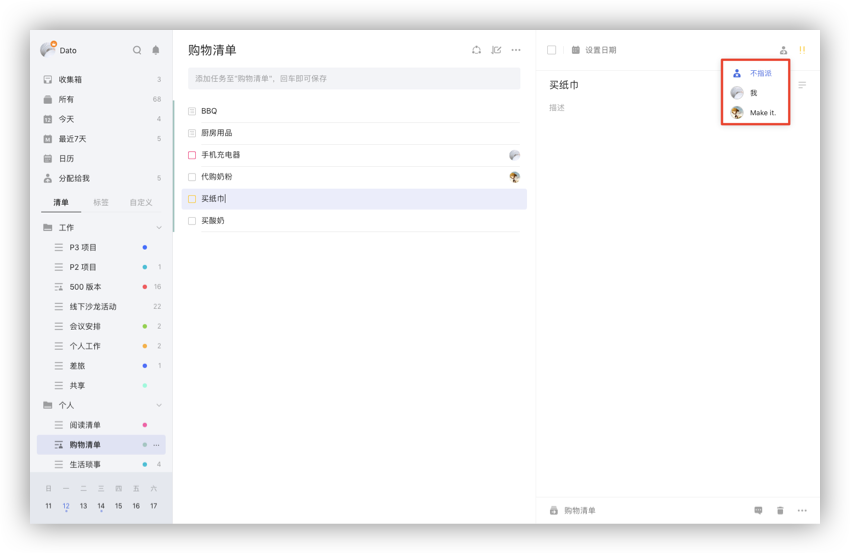 Dato
收集箱 3
所有 68
今天 4
最近7天 5
日历
分配给我 5
清单 标签 自定义
工作
P3 项目
P2 项目 1
500 版本 16
线下沙龙活动 22
会议安排 2
个人工作 2
差旅 1
共享
个人
阅读清单
购物清单
生活琐事 4
日 一 二 三 四 五 六
11 12 13 14 15 16 17
购物清单
添加任务至“购物清单”，回车即可保存
BBQ
厨房用品
手机充电器
代购奶粉
买纸巾
买酸奶
设置日期
买纸巾
描述
不指派
我
Make it.
购物清单